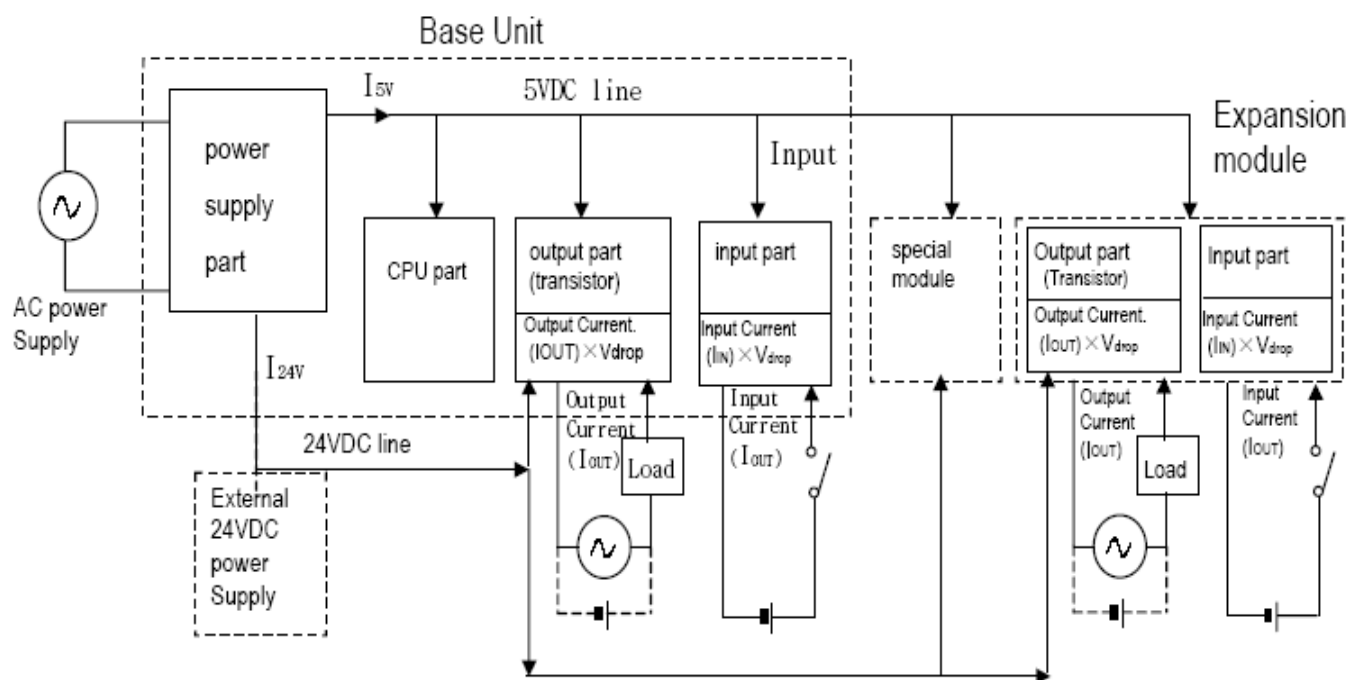 Base Unit
I5V
5VDC line
Expansion
module
Input
power
supply
part
AC power
Supply
CPU part
output part
(transistor)
Output Current.
(IOUT)×Vdrop
input part
Input Current
(IIN)×Vdrop
special
module
Output part
(Transistor)
Output Current.
(IOUT)×Vdrop
Input part
Input Current
(IIN)×Vdrop
I24V
24VDC line
Output
Current
(IOUT)
Load
Input
Current
(IOUT)
Output
Current
(IOUT)
Load
Input
Current
(IOUT)
External
24VDC
power
Supply